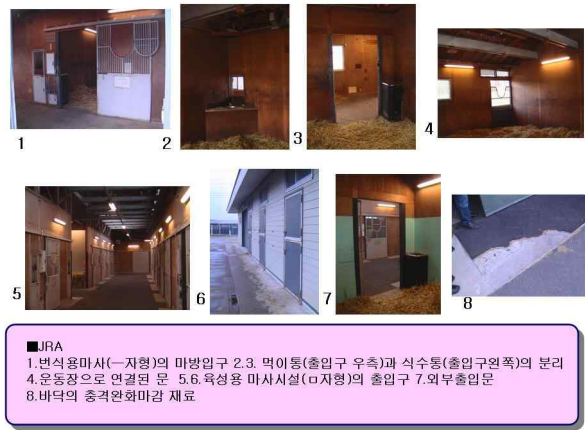 1
2
3
4
5
6
7
8
■JRA
1.번식용마사(一자형)의 마방입구 2.3. 먹이통(출입구 우측)과 식수통(출입구왼쪽)의 분리
4.운동장으로 연결된 문 5.6.육성용 마사시설(ㅁ자형)의 출입구 7.외부출입문
8.바닥의 충격완화마감 재료